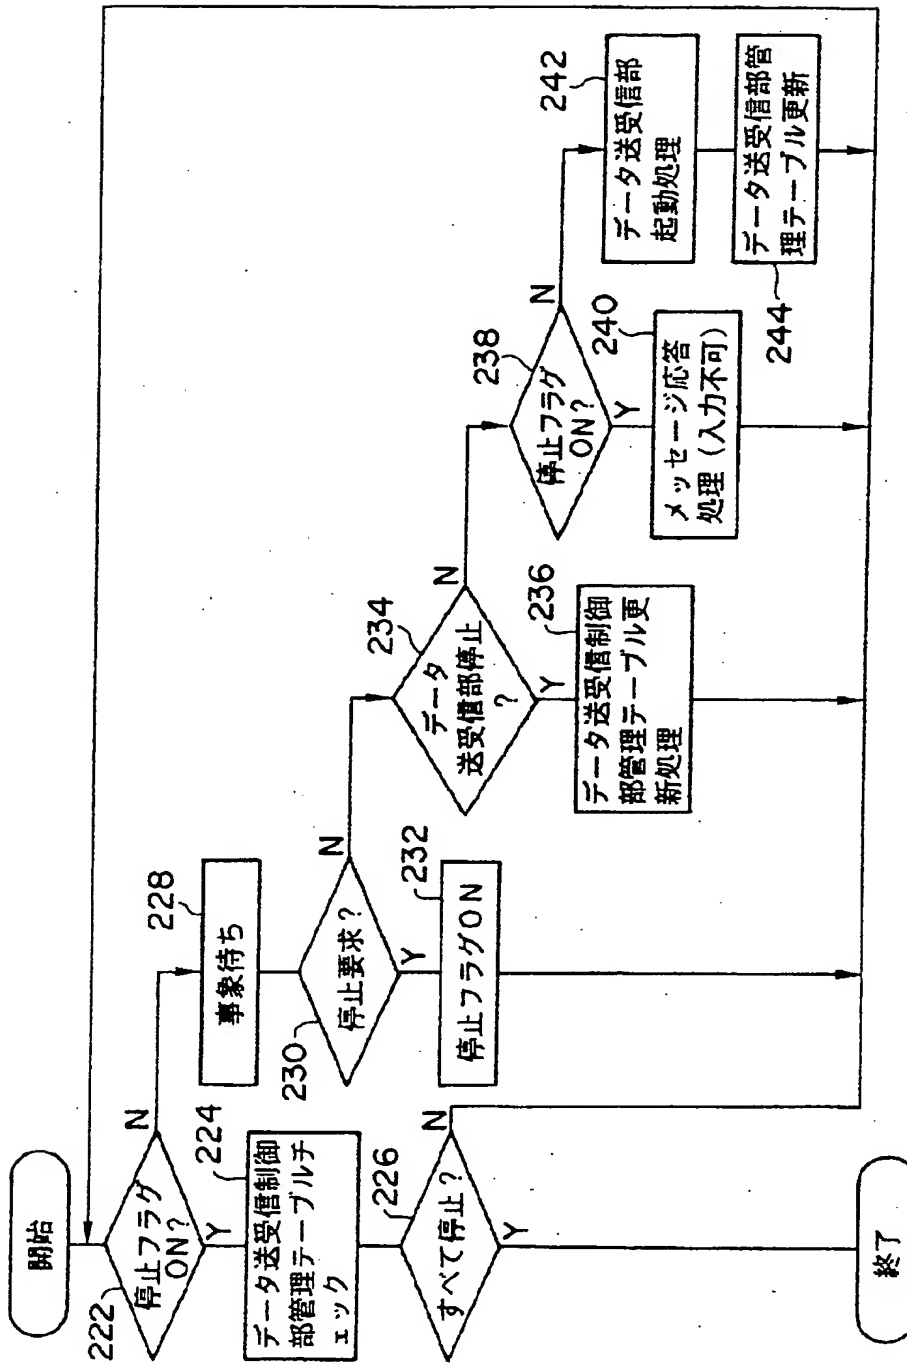 開始
222
停止フラグ
ON?
Y
N
224
データ送受信制御
部管理テーブルチ
ェック
226
すべて停止?
Y
N
終了
228
事象待ち
230
停止要求?
Y
N
232
停止フラグON
234
データ
送受信部停止
?
Y
N
236
データ送受信制御
部管理テーブル更
新処理
238
停止フラグ
ON?
Y
N
240
メッセージ応答
処理(入力不可)
242
データ送受信部
起動処理
データ送受信部管
理テーブル更新
244